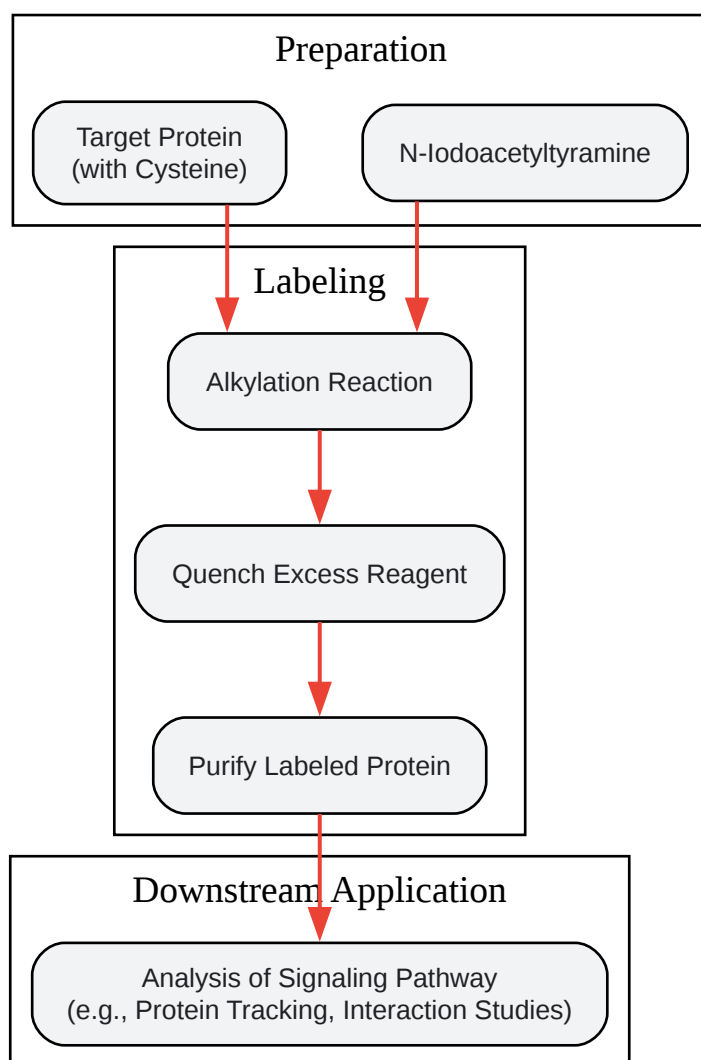 Preparation
Target Protein
(with Cysteine)
N-Iodoacetyltyramine
Labeling
Alkylation Reaction
Quench Excess Reagent
Purify Labeled Protein
Downstream Application
Analysis of Signaling Pathway
(e.g., Protein Tracking, Interaction Studies)